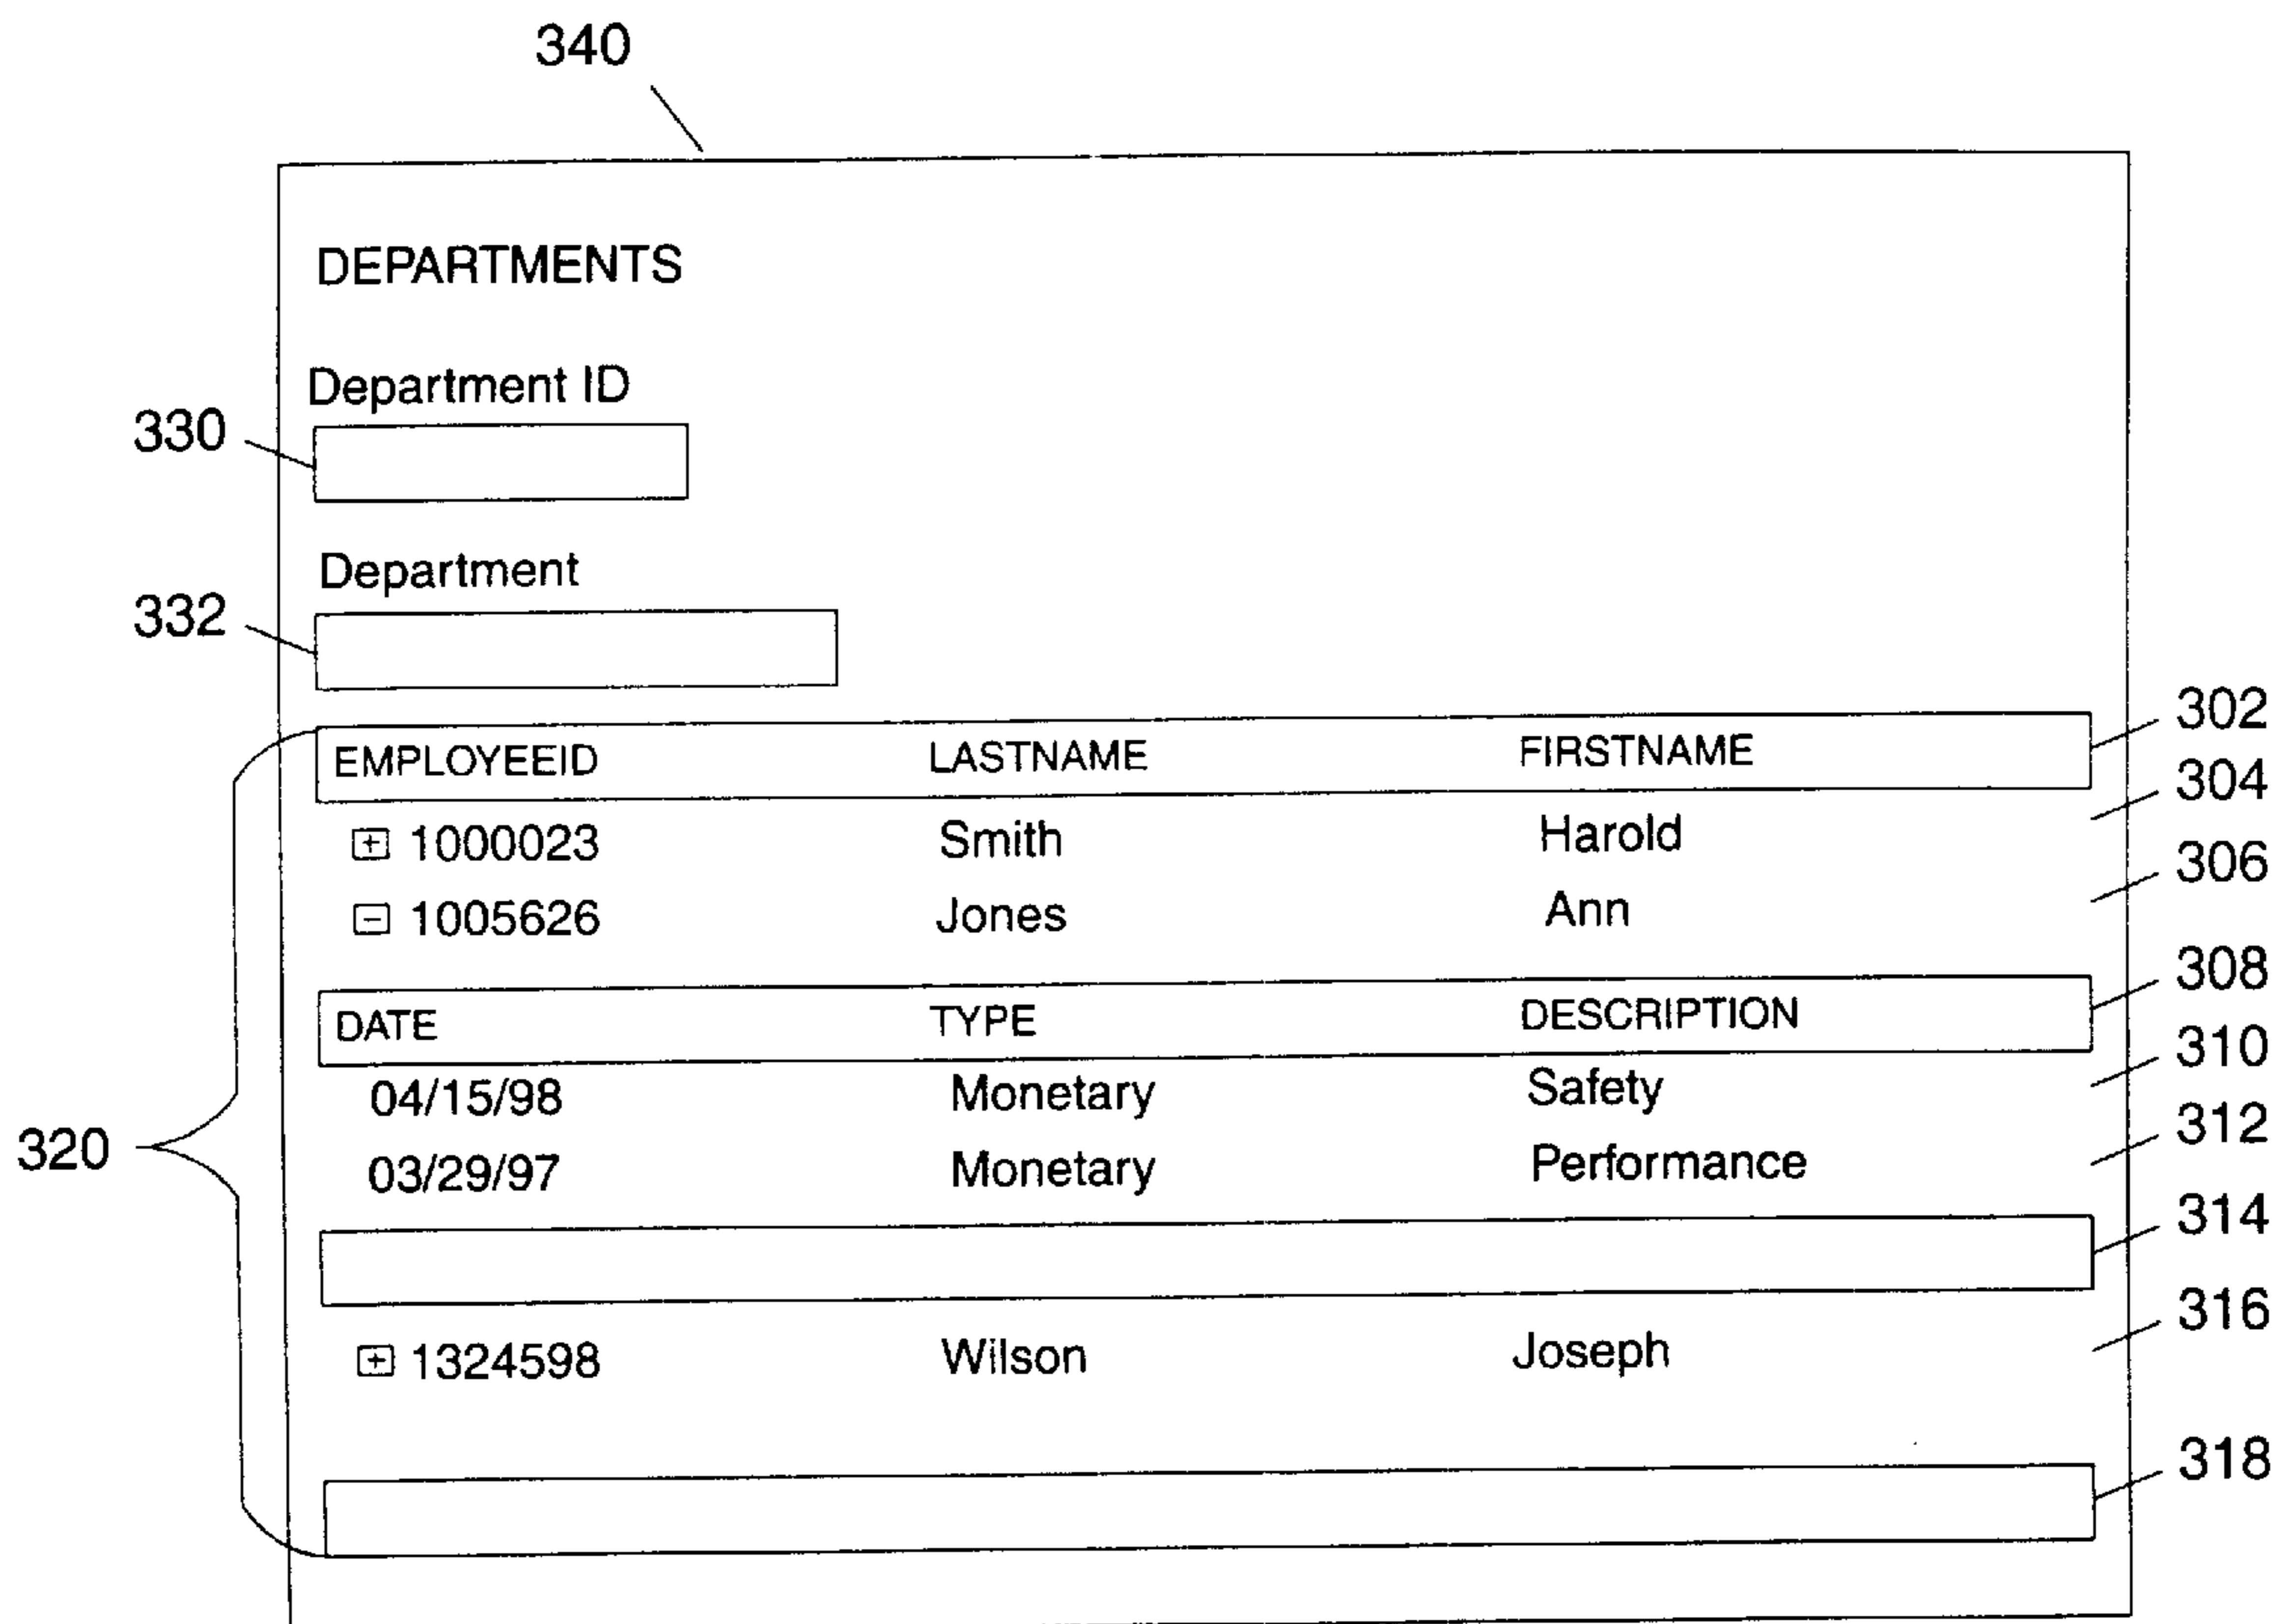 340
DEPARTMENTS
Department ID
330
Department
332
302
EMPLOYEEID LASTNAME FIRSTNAME
304
+ 1000023 Smith Harold
306
- 1005626 Jones Ann
308
DATE TYPE DESCRIPTION
310
04/15/98 Monetary Safety
312
320
03/29/97 Monetary Performance
314
316
+ 1324598 Wilson Joseph
318